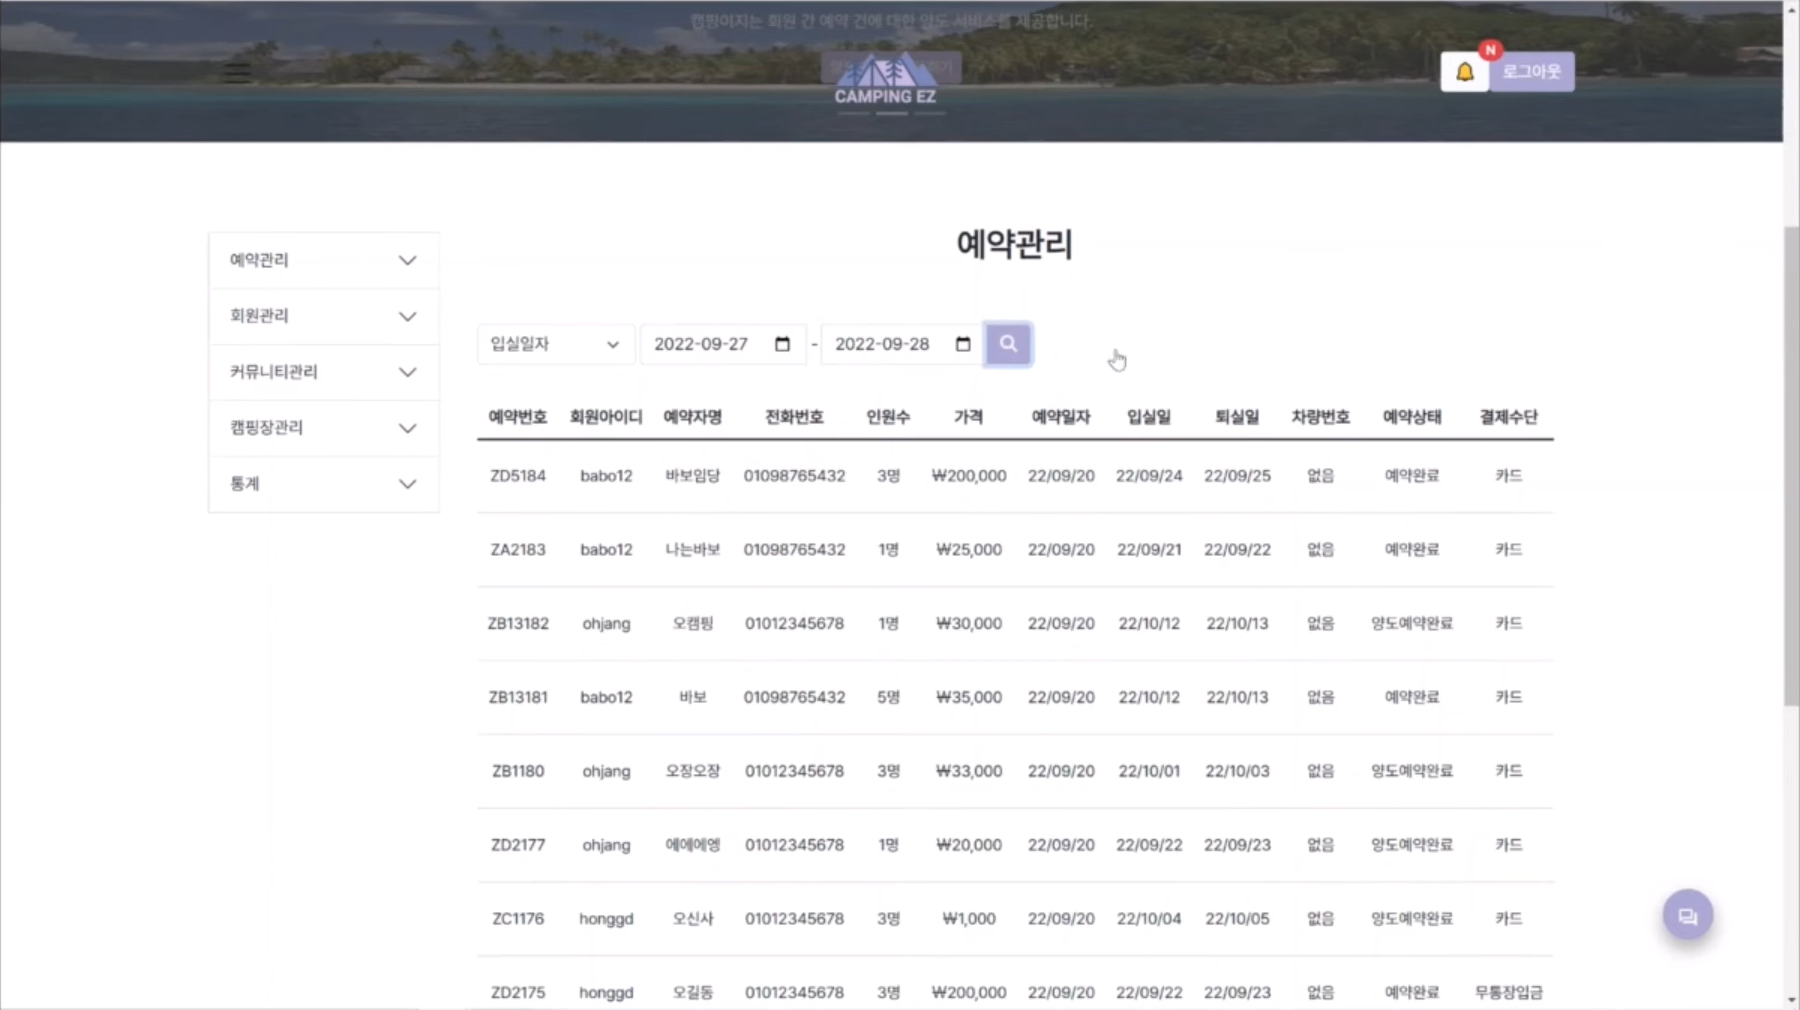 캠핑이지는 회원 간 예약 건에 대한 양도 서비스를 제공합니다.
CAMPING EZ
N
로그아웃
예약관리
회원관리
커뮤니티관리
캠핑장관리
통계
예약관리
입실일자 2022-09-27 - 2022-09-28
예약번호 회원아이디 예약자명 전화번호 인원수 가격 예약일자 입실일 퇴실일 차량번호 예약상태 결제수단
ZD5184 babo12 바보임당 01098765432 3명 ₩200,000 22/09/20 22/09/24 22/09/25 없음 예약완료 카드
ZA2183 babo12 나는바보 01098765432 1명 ₩25,000 22/09/20 22/09/21 22/09/22 없음 예약완료 카드
ZB13182 ohjang 오캠핑 01012345678 1명 ₩30,000 22/09/20 22/10/12 22/10/13 없음 양도예약완료 카드
ZB13181 babo12 바보 01098765432 5명 ₩35,000 22/09/20 22/10/12 22/10/13 없음 예약완료 카드
ZB1180 ohjang 오장오장 01012345678 3명 ₩33,000 22/09/20 22/10/01 22/10/03 없음 양도예약완료 카드
ZD2177 ohjang 에에에엥 01012345678 1명 ₩20,000 22/09/20 22/09/22 22/09/23 없음 양도예약완료 카드
ZC1176 honggd 오신사 01012345678 3명 ₩1,000 22/09/20 22/10/04 22/10/05 없음 양도예약완료 카드
ZD2175 honggd 오길동 01012345678 3명 ₩200,000 22/09/20 22/09/22 22/09/23 없음 예약완료 무통장입금